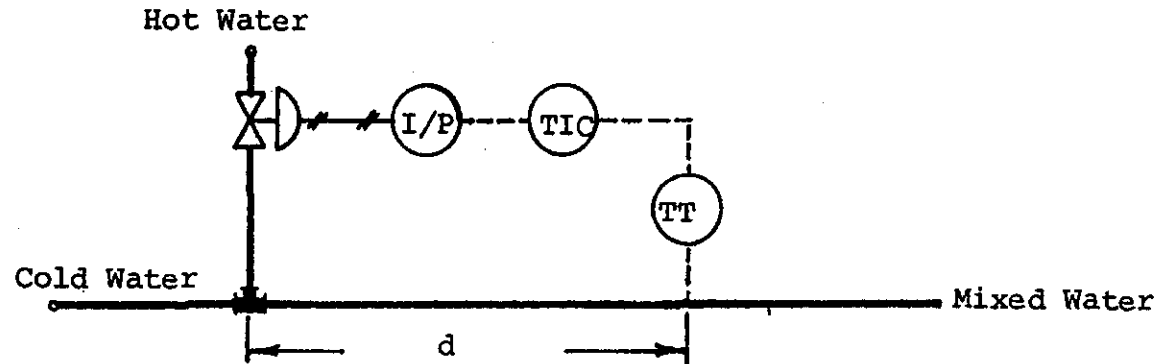 Hot Water
I/P
TIC
TT
Cold Water
Mixed Water
d